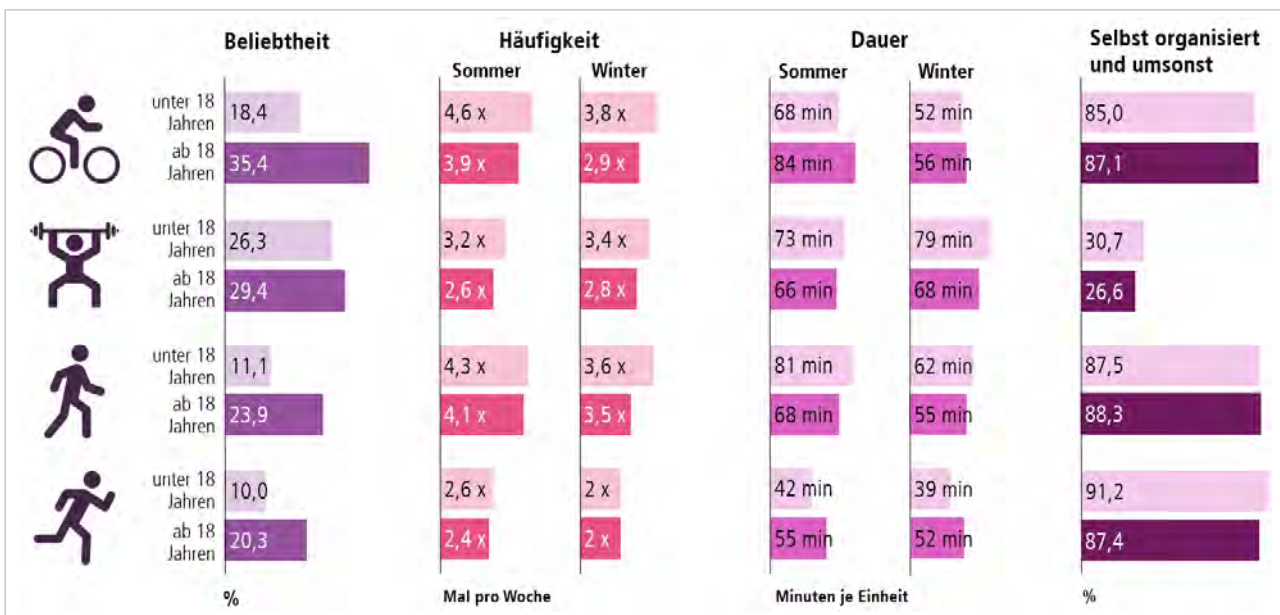 Beliebtheit
Häufigkeit
Dauer
Selbst organisiert
und umsonst
Sommer
Winter
Sommer
Winter
unter 18
Jahren
18,4
4,6 x
3,8 x
68 min
52 min
85,0
ab 18
Jahren
35,4
3,9 x
2,9 x
84 min
56 min
87,1
unter 18
Jahren
26,3
3,2 x
3,4 x
73 min
79 min
30,7
ab 18
Jahren
29,4
2,6 x
2,8 x
66 min
68 min
26,6
unter 18
Jahren
11,1
4,3 x
3,6 x
81 min
62 min
87,5
ab 18
Jahren
23,9
4,1 x
3,5 x
68 min
55 min
88,3
unter 18
Jahren
10,0
2,6 x
2 x
42 min
39 min
91,2
ab 18
Jahren
20,3
2,4 x
2 x
55 min
52 min
87,4
%
Mal pro Woche
Minuten je Einheit
%